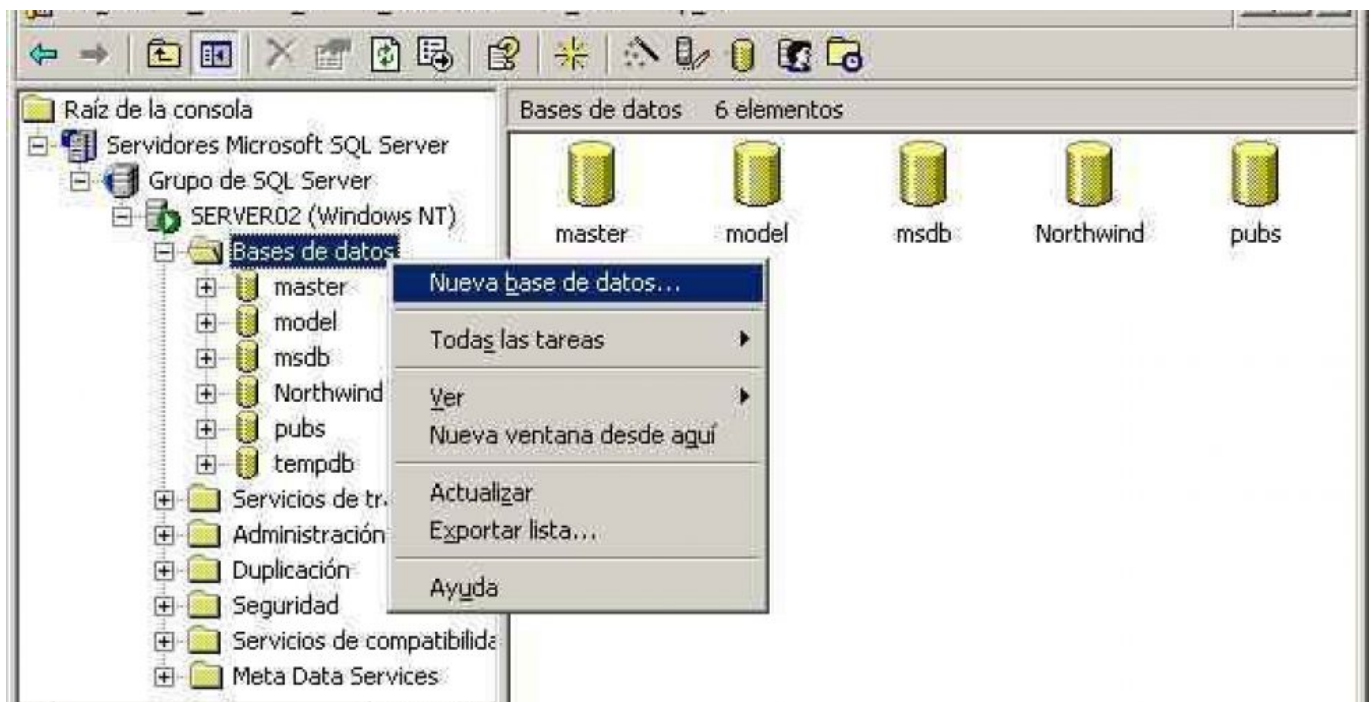 Raíz de la consola
Servidores Microsoft SQL Server
Grupo de SQL Server
SERVER02 (Windows NT)
Bases de datos
master
model
msdb
Northwind
pubs
tempdb
Servicios de
Administración
Duplicación
Seguridad
Servicios de
Meta Data Services
Bases de datos 6 elementos
master model msdb Northwind pubs
Nueva base de datos...
Todas las tareas
Ver
Nueva ventana desde aquí
Actualizar
Exportar lista...
Ayuda